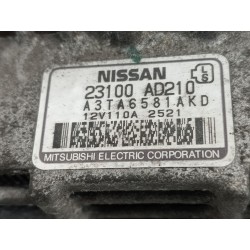 NISSAN
23100 AD210
A3TA6581AKD
12V110A 2521
MITSUBISHI ELECTRIC CORPORATION